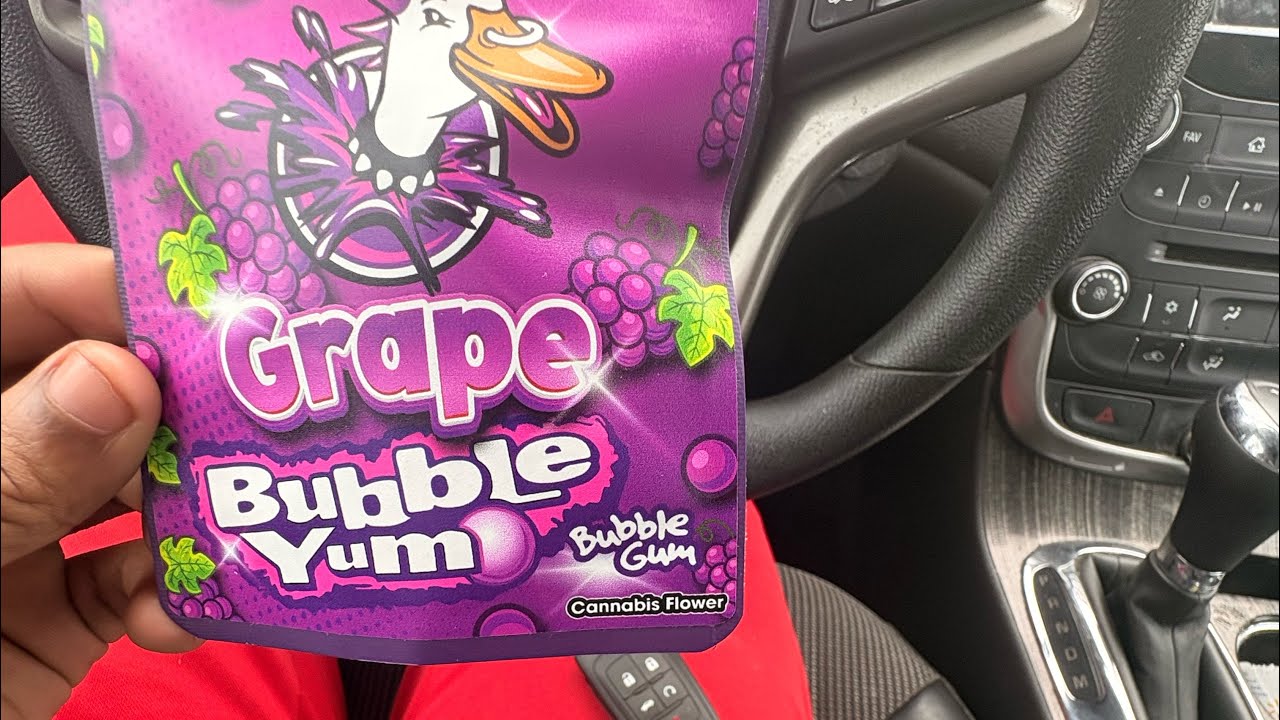 Grape
Bubble
Yum
Bubble
Gum
Cannabis Flower
FAV
R
N
D
M